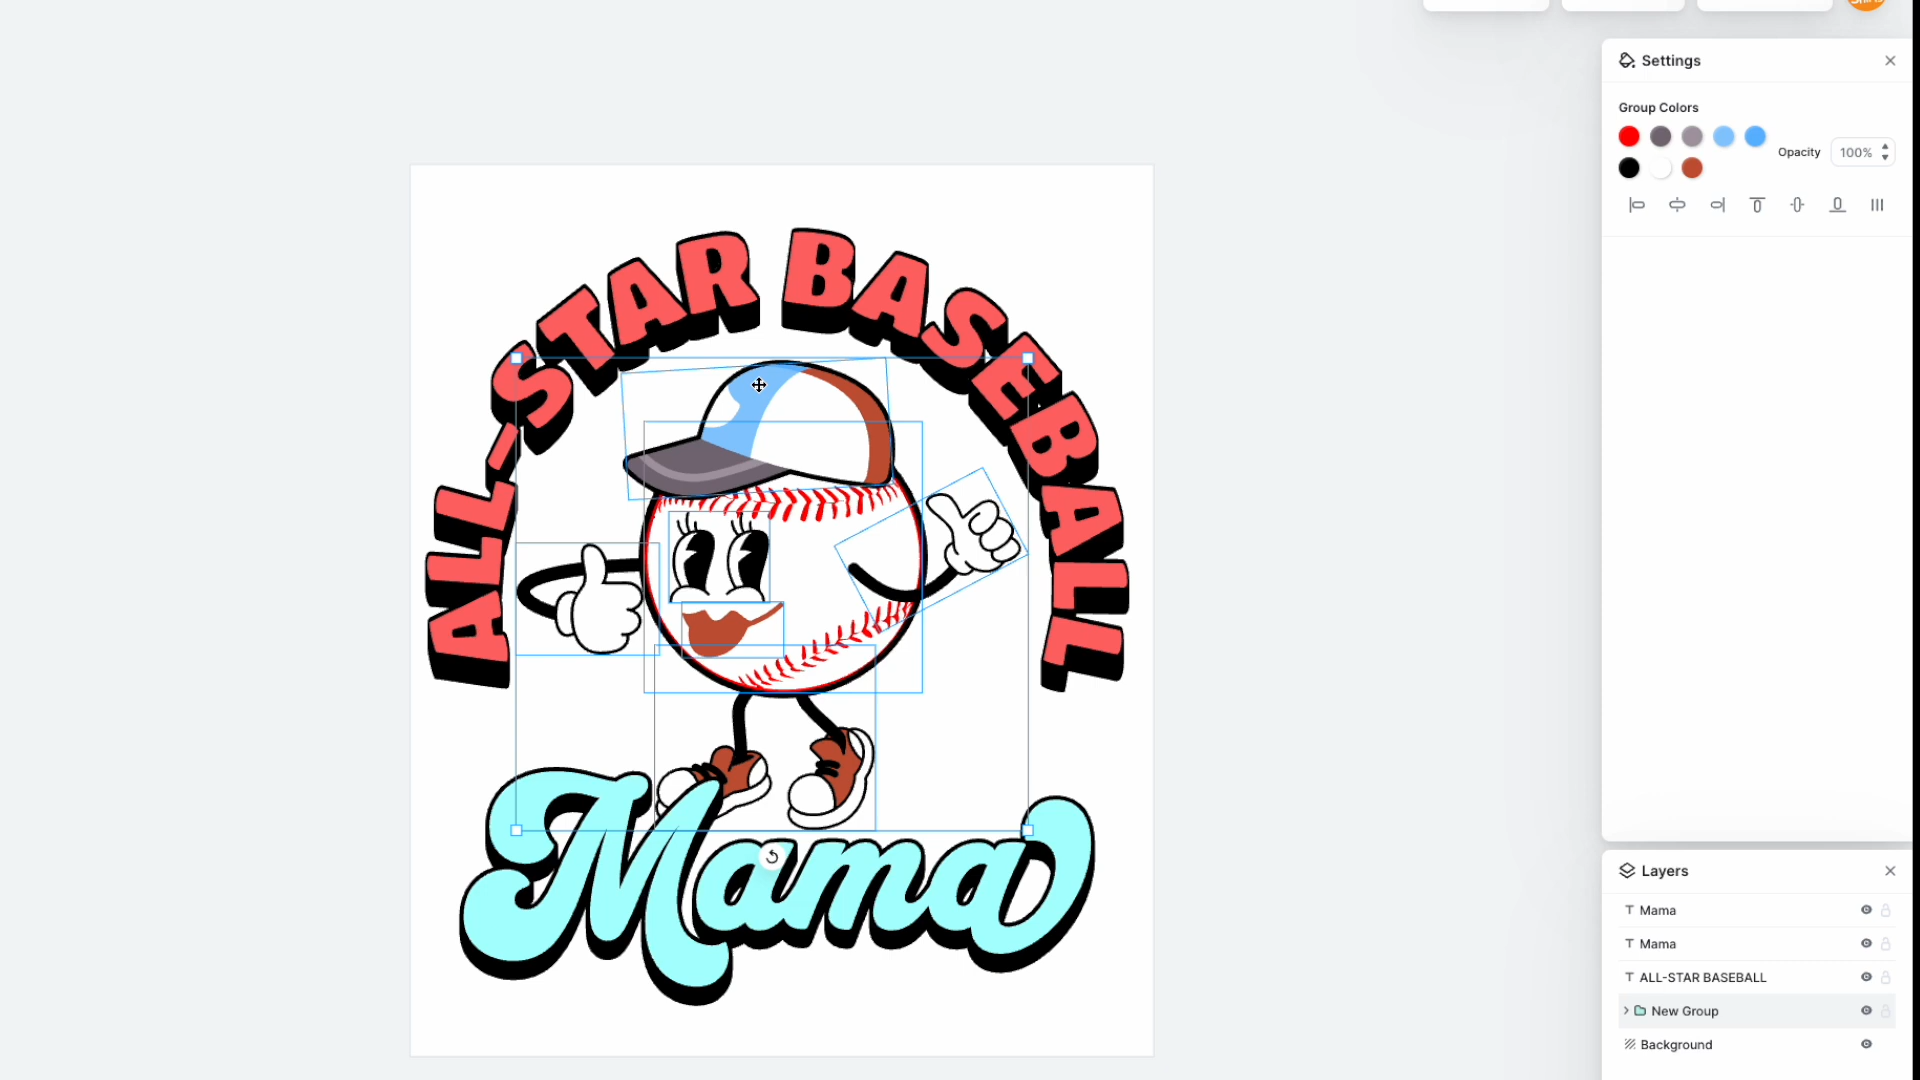 Settings
Group Colors
Opacity
100%
ALL-STAR BASEBALL
Mama
Layers
Mama
Mama
ALL-STAR BASEBALL
New Group
Background